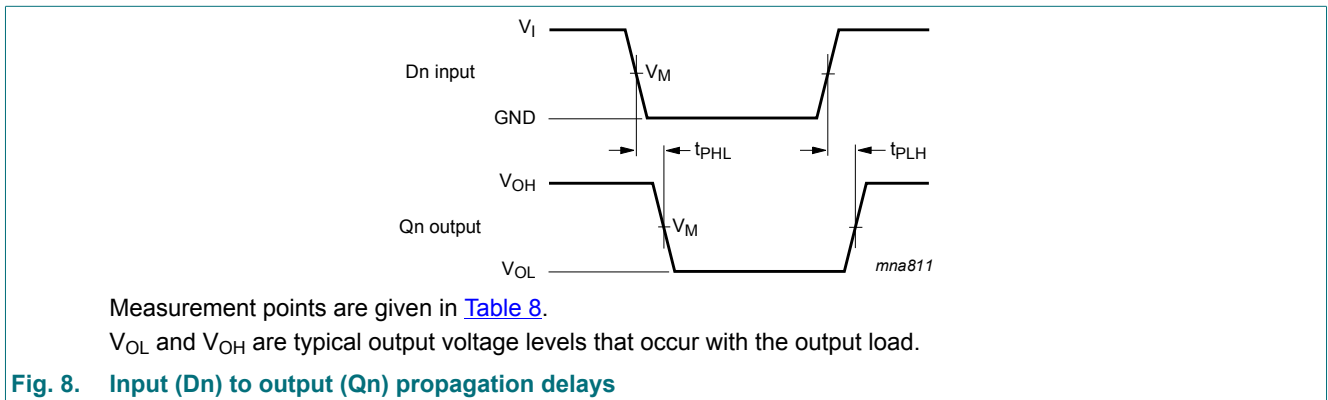 V_I
Dn input
V_M
GND
t_PHL
t_PLH
V_OH
Qn output
V_M
V_OL
mna811
Measurement points are given in Table 8.
V_OL and V_OH are typical output voltage levels that occur with the output load.
Fig. 8. Input (Dn) to output (Qn) propagation delays